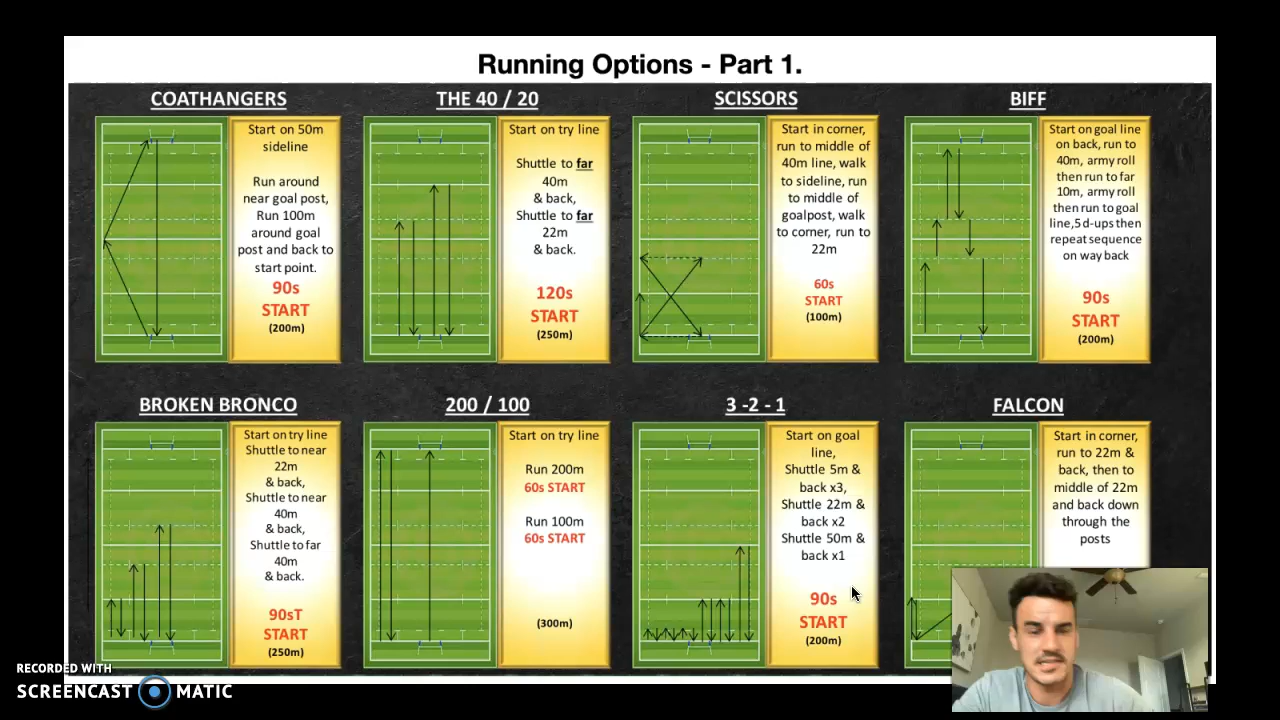 Running Options - Part 1.
COATHANGERS
Start on 50m
sideline
Run around
near goal post,
Run 100m
around goal
post and back to
start point.
90s
START
(200m)
THE 40 / 20
Start on try line
Shuttle to far
40m
& back,
Shuttle to far
22m
& back.
120s
START
(250m)
SCISSORS
Start in corner,
run to middle of
40m line, walk
to sideline, run
to middle of
goalpost, walk
to corner, run to
22m
60s
START
(100m)
BIFF
Start on goal line
on back, run to
40m, army roll
then run to far
10m, army roll
then run to goal
line,5 d-ups then
repeat sequence
on way back
90s
START
(200m)
BROKEN BRONCO
Start on try line
Shuttle to near
22m
& back,
Shuttle to near
40m
& back,
Shuttle to far
40m
& back.
90sT
START
(250m)
200 / 100
Start on try line
Run 200m
60s START
Run 100m
60s START
(300m)
3 -2 - 1
Start on goal
line,
Shuttle 5m &
back x3,
Shuttle 22m &
back x2
Shuttle 50m &
back x1
90s
START
(200m)
FALCON
Start in corner,
run to 22m &
back, then to
middle of 22m
and back down
through the
posts
RECORDED WITH
SCREENCAST MATIC